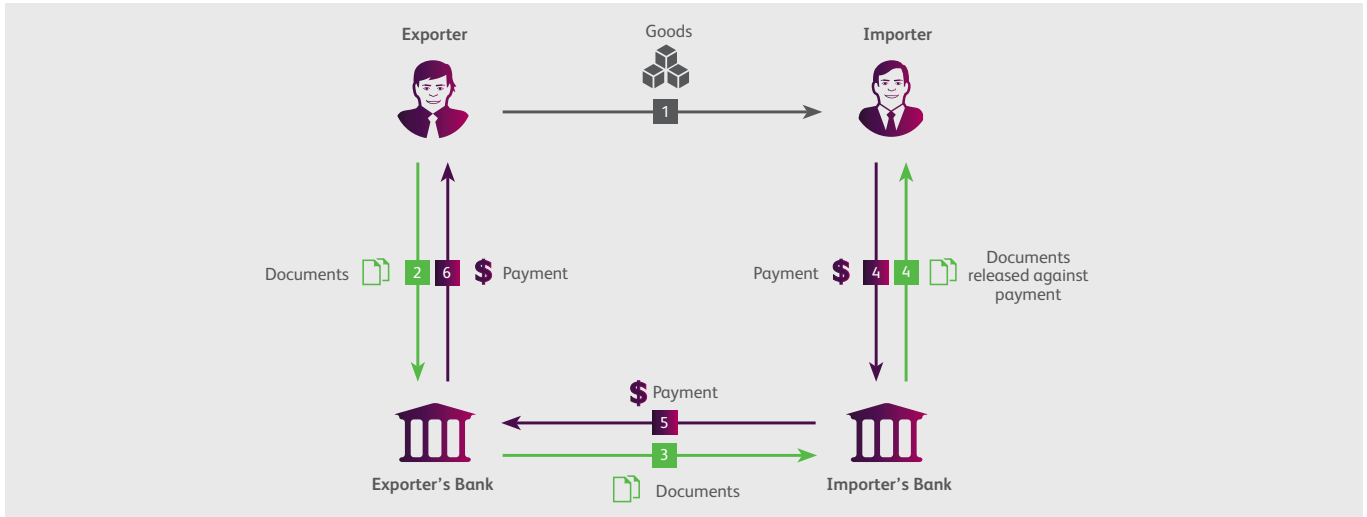 Exporter
Goods
Importer
1
Documents
2
6
$ Payment
Payment $
4
4
Documents
released against
payment
$ Payment
5
3
Documents
Exporter's Bank
Importer's Bank